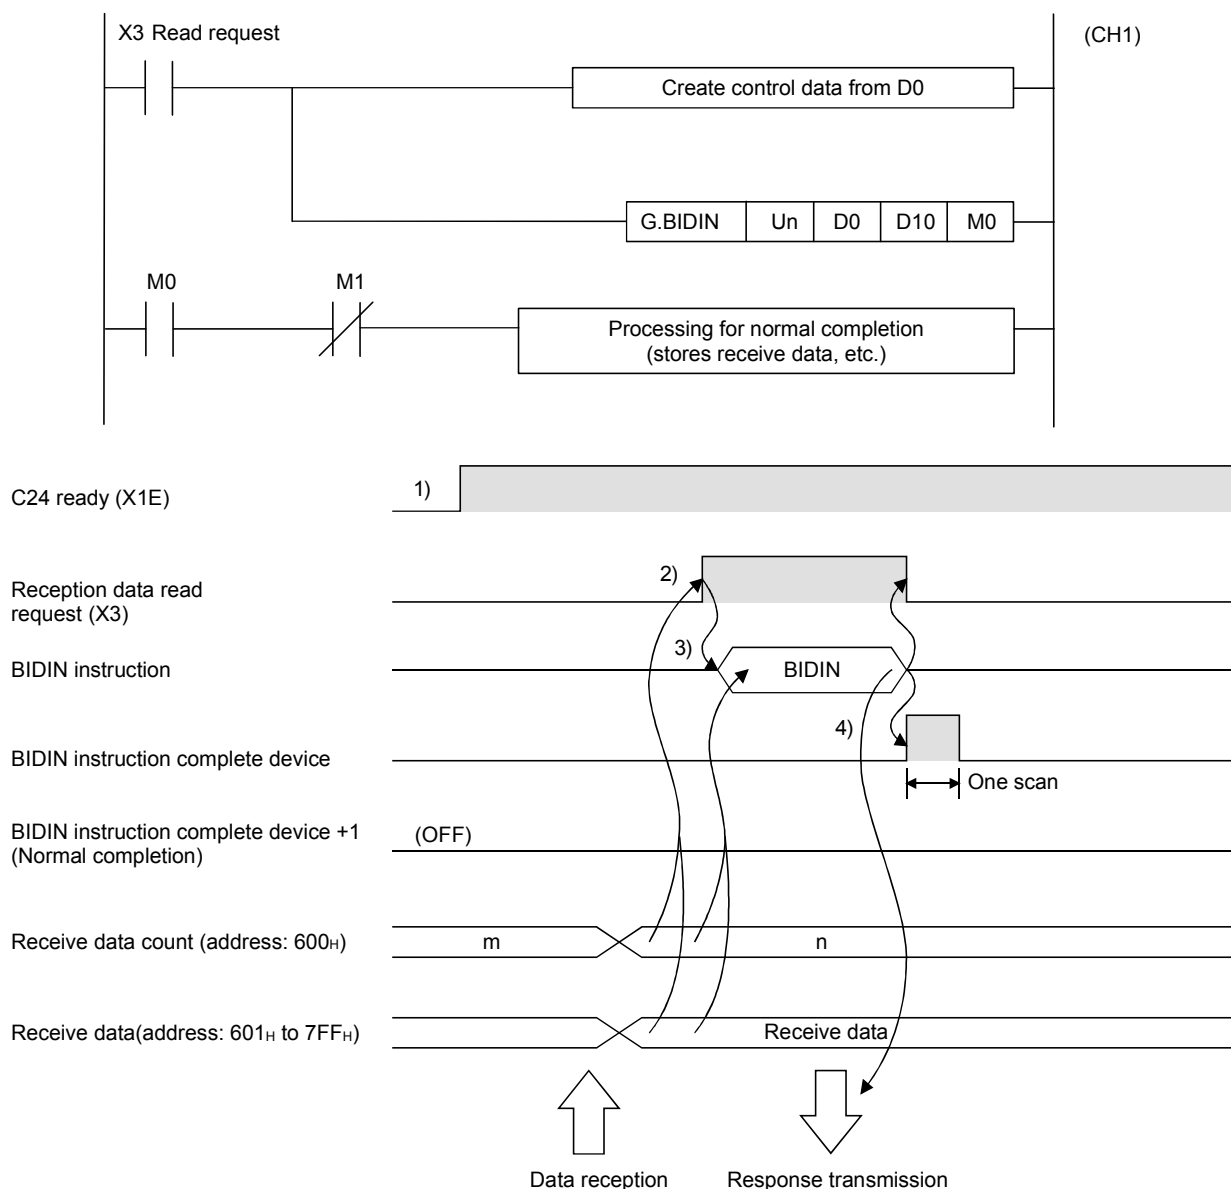 X3 Read request
(CH1)
Create control data from D0
G.BIDIN Un D0 D10 M0
M0 M1
Processing for normal completion
(stores receive data, etc.)
C24 ready (X1E)
1)
Reception data read
request (X3)
2)
BIDIN instruction
3)
BIDIN
BIDIN instruction complete device
4)
One scan
BIDIN instruction complete device +1
(Normal completion)
(OFF)
Receive data count (address: 600H)
m
n
Receive data(address: 601H to 7FFH)
Receive data
Data reception
Response transmission